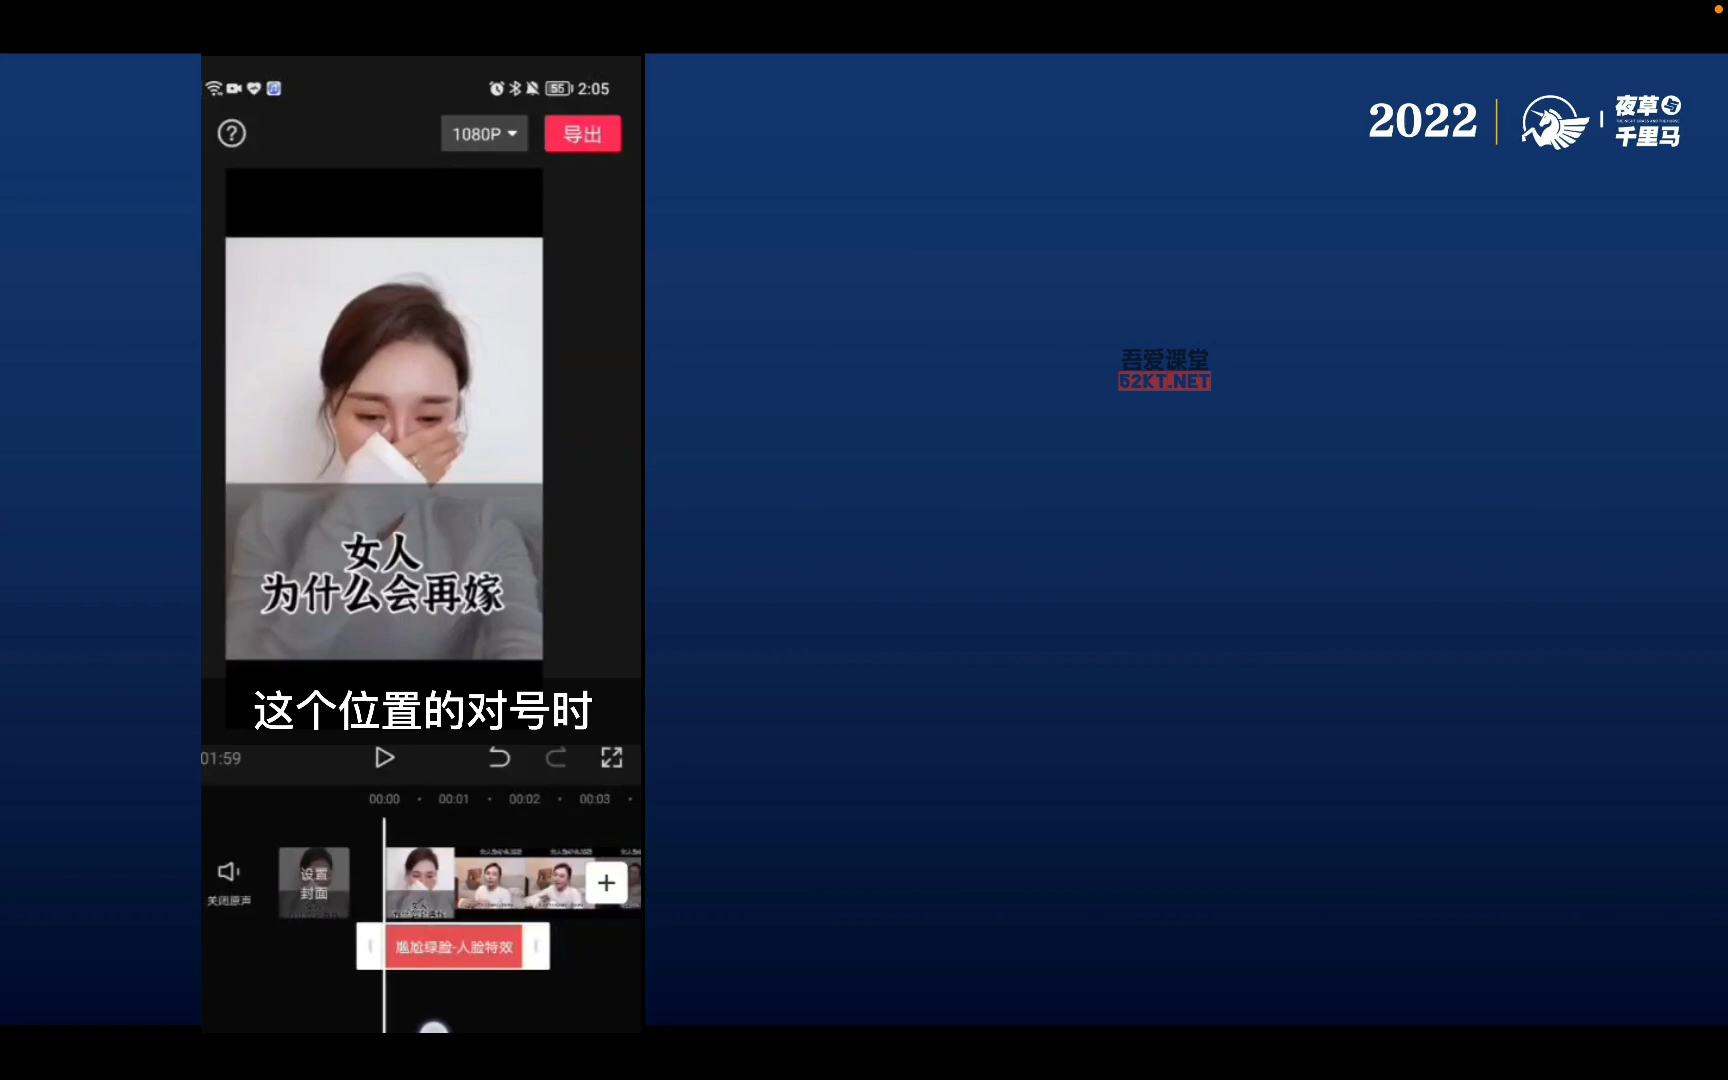 55 2:05
1080P 导出
2022
夜草与
千里马
吾爱课堂
52KT.NET
女人
为什么会再嫁
这个位置的对号时
01:59
00:00 00:01 00:02 00:03
关闭原声
设置
封面
尴尬绿脸-人脸特效